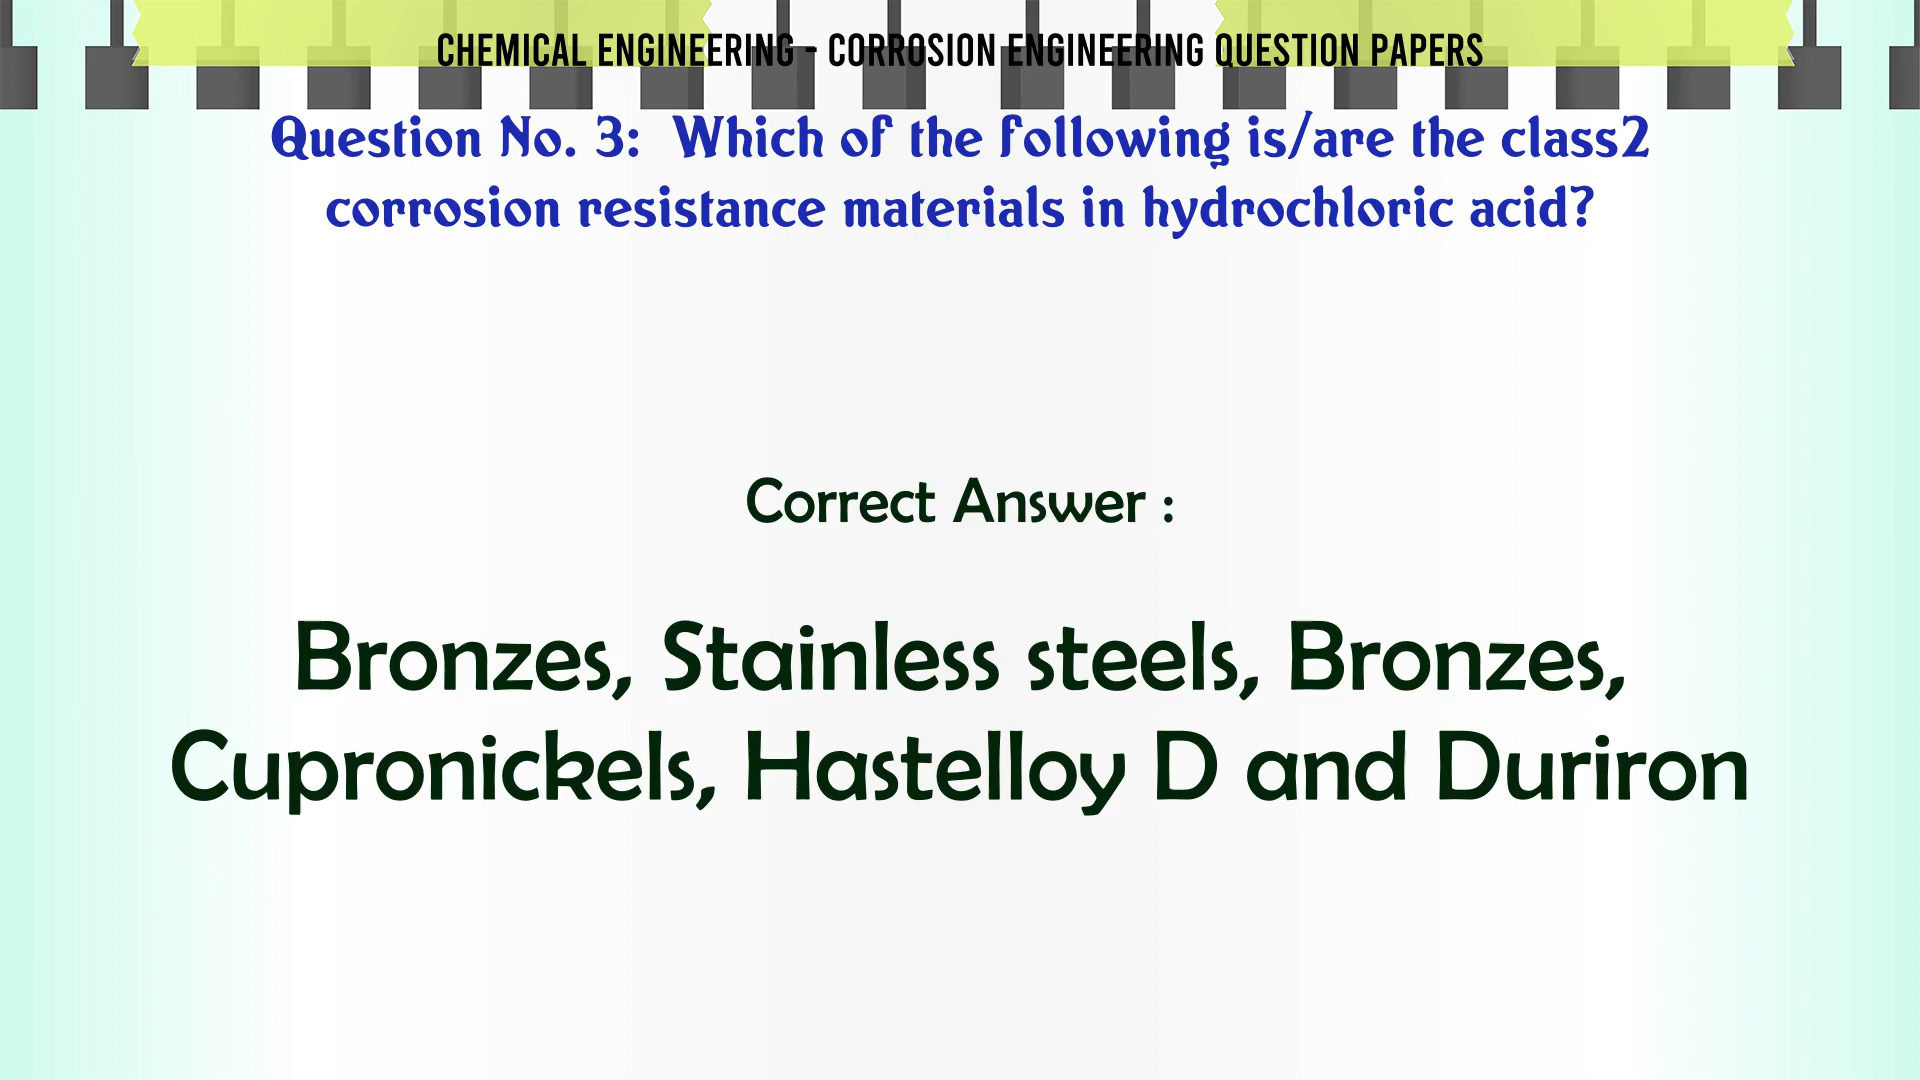 CHEMICAL ENGINEERING - CORROSION ENGINEERING QUESTION PAPERS
Question No. 3: Which of the following is/are the class2
corrosion resistance materials in hydrochloric acid?
Correct Answer :
Bronzes, Stainless steels, Bronzes,
Cupronickels, Hastelloy D and Duriron